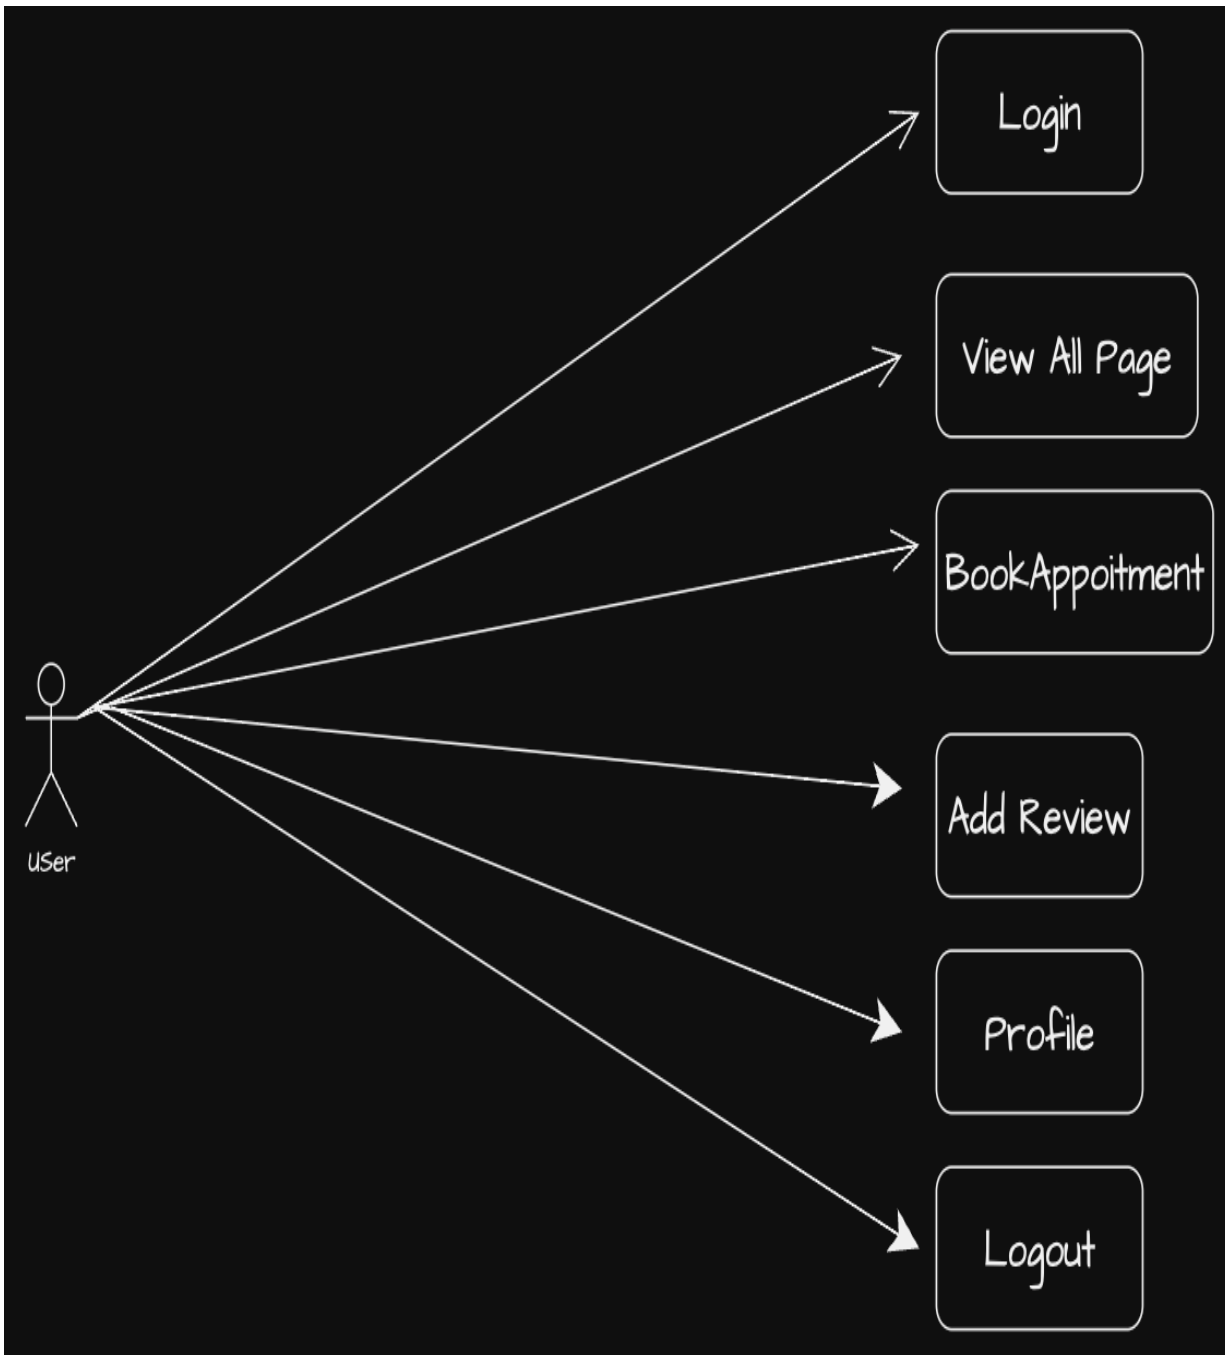 Login
View All Page
BookAppoitment
User
Add Review
Profile
Logout